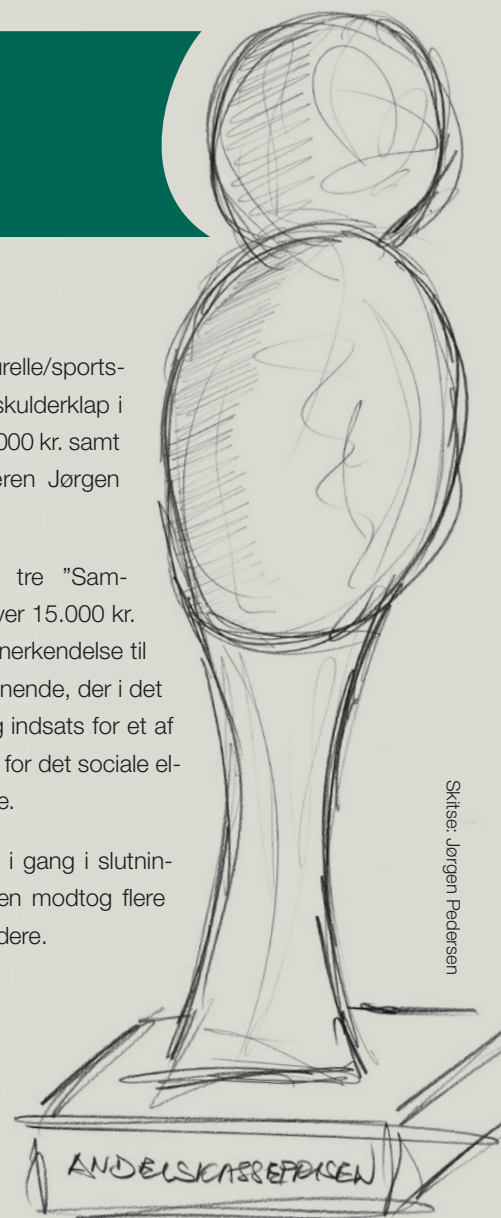 urelle/sports-
skulderklap i
000 kr. samt
eren Jørgen
tre ”Sam-
ver 15.000 kr.
nerkendelse til
nende, der i det
g indsats for et af
for det sociale el-
e.
i gang i slutnin-
en modtog flere
dere.
Skitse: Jørgen Pedersen
ANDELSKASSEPRISEN